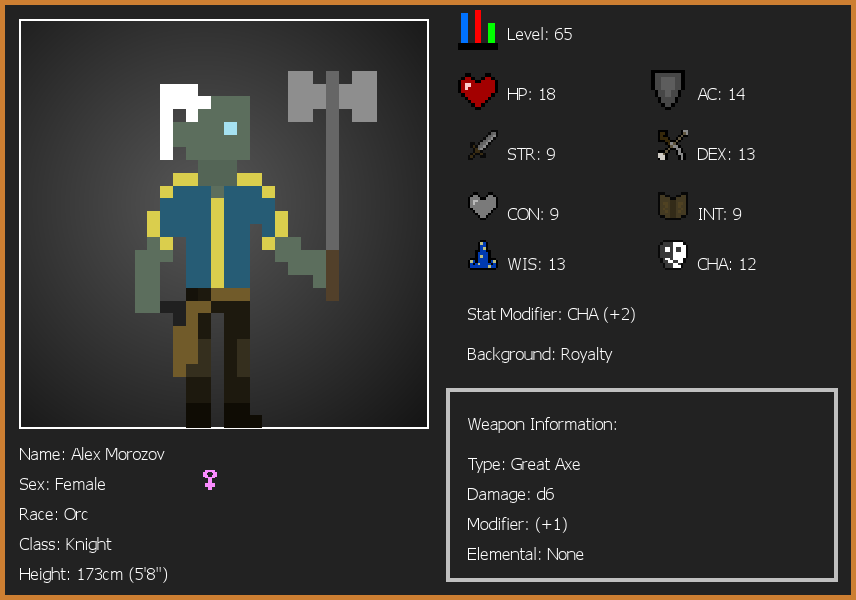 Level: 65
HP: 18
AC: 14
STR: 9
DEX: 13
CON: 9
INT: 9
WIS: 13
CHA: 12
Stat Modifier: CHA (+2)
Background: Royalty
Weapon Information:
Type: Great Axe
Damage: d6
Modifier: (+1)
Elemental: None
Name: Alex Morozov
Sex: Female
Race: Orc
Class: Knight
Height: 173cm (5'8")